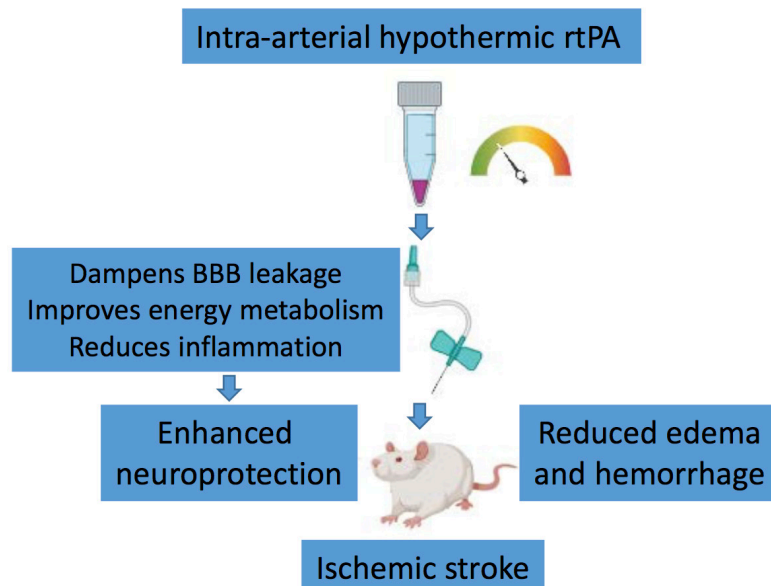 Intra-arterial hypothermic rtPA
Dampens BBB leakage
Improves energy metabolism
Reduces inflammation
Enhanced
neuroprotection
Reduced edema
and hemorrhage
Ischemic stroke